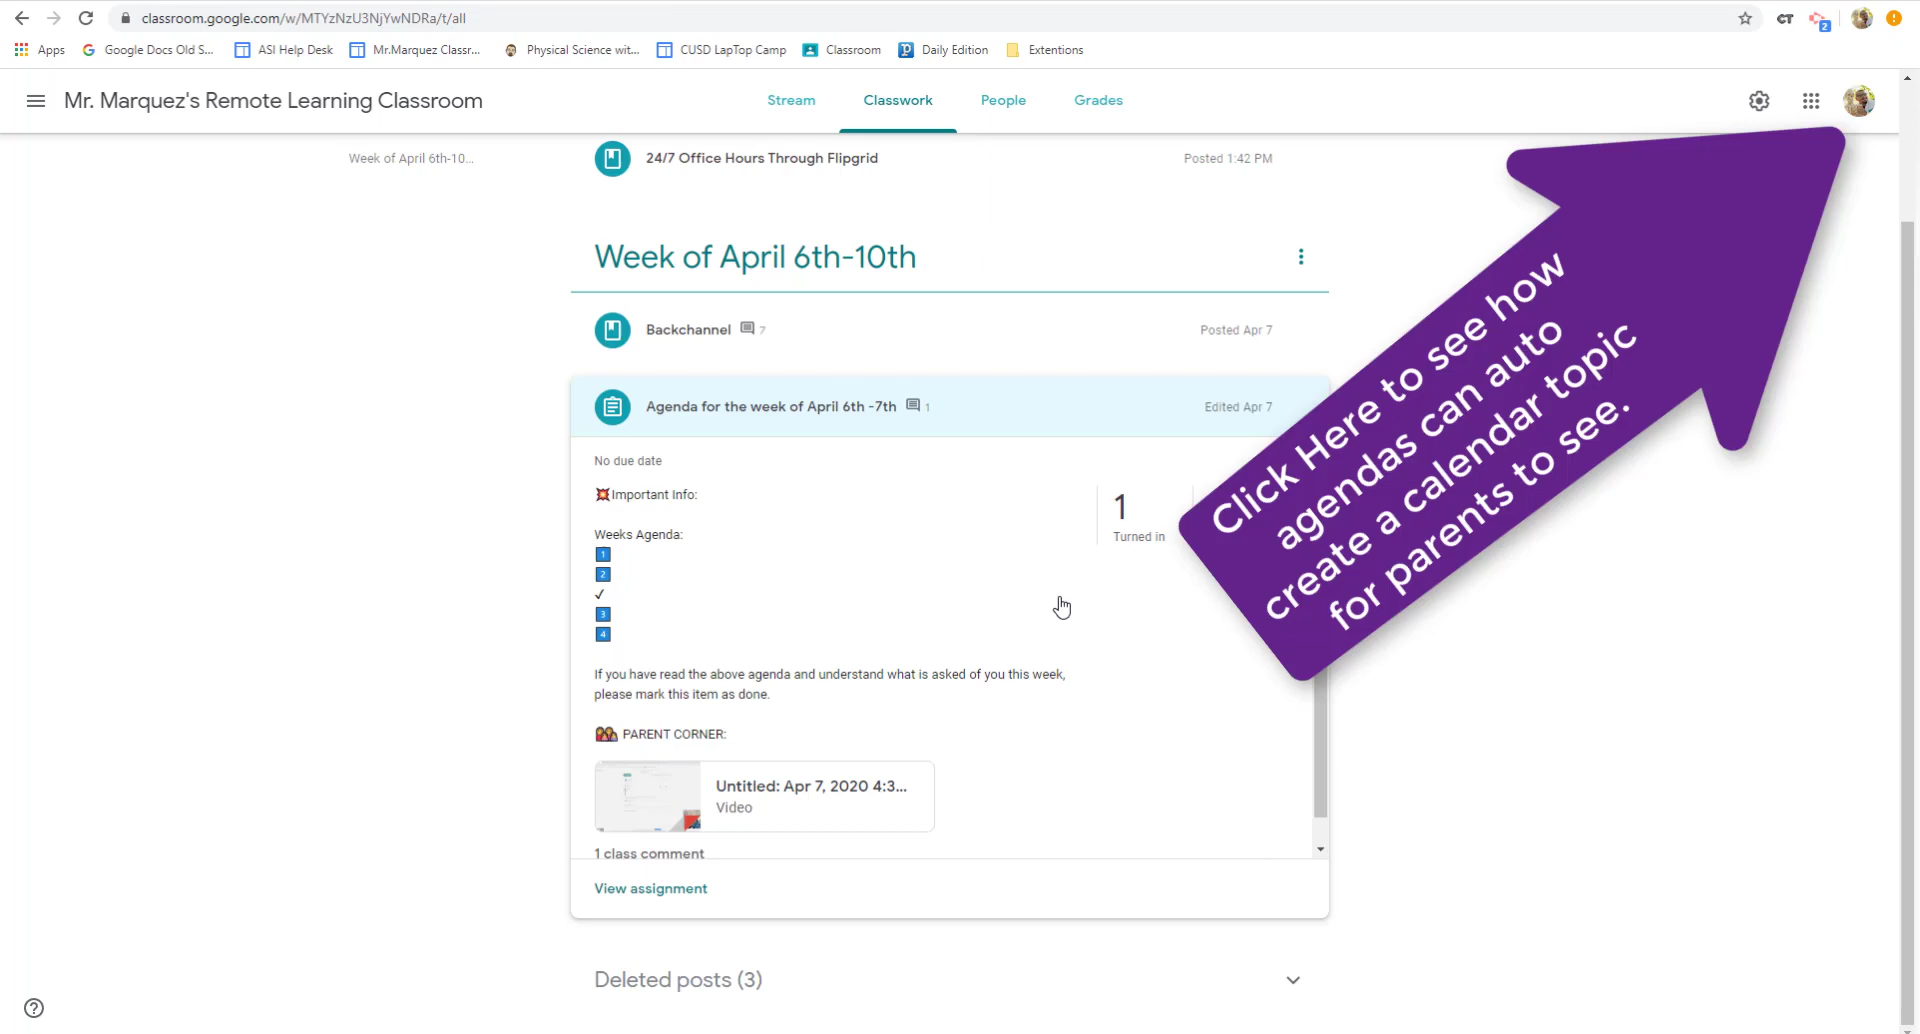 classroom.google.com/w/MTYzNzU3NjYwNDRa/t/all
CT
2
Apps
Google Docs Old S...
ASI Help Desk
Mr.Marquez Classr...
Physical Science wit...
CUSD LapTop Camp
Classroom
Daily Edition
Extentions
Mr. Marquez's Remote Learning Classroom
Stream
Classwork
People
Grades
Week of April 6th-10...
24/7 Office Hours Through Flipgrid
Posted 1:42 PM
Week of April 6th-10th
Backchannel 7
Posted Apr 7
Agenda for the week of April 6th -7th 1
Edited Apr 7
No due date
💥Important Info:
1
Turned in
Weeks Agenda:
1
2
✓
3
4
If you have read the above agenda and understand what is asked of you this week,
please mark this item as done.
PARENT CORNER:
Untitled: Apr 7, 2020 4:3...
Video
1 class comment
View assignment
Deleted posts (3)
Click Here to see how
agendas can auto
create a calendar topic
for parents to see.